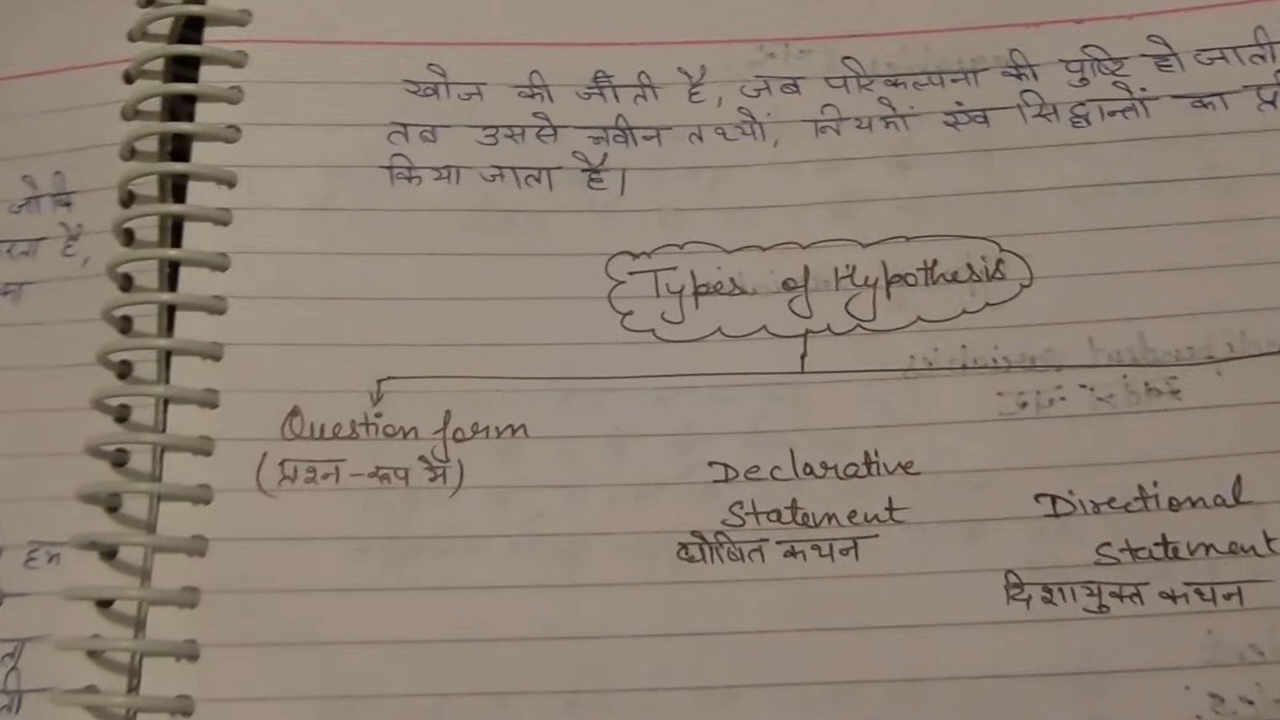 खोज की जाती है, जब परिकल्पना की पुष्टि हो जाती
तब उससे नवीन तथ्यों, नियमों एंव सिद्धान्तों का
किया जाता है।
Types of Hypothesis
Question form
(प्रश्न-रूप में)
Declarative
Statement
घोषित कथन
Directional
Statement
दिशायुक्त कथन
है,
हम